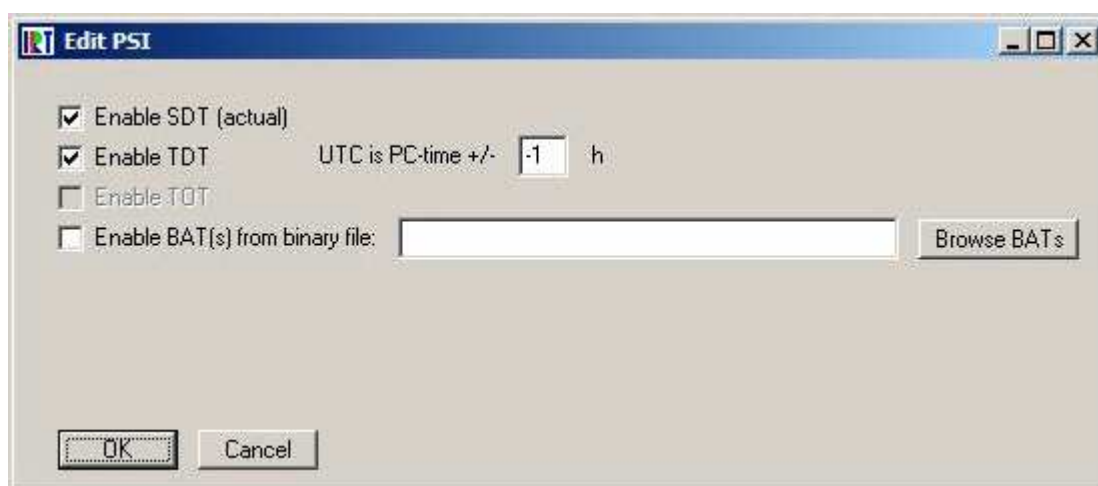 IRT Edit PSI
Enable SDT (actual)
Enable TDT UTC is PC-time +/- -1 h
Enable TOT
Enable BAT(s) from binary file: Browse BATs
OK Cancel